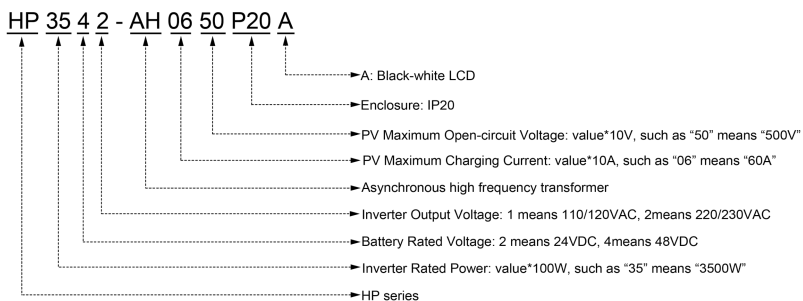 HP 35 4 2 - AH 06 50 P20 A
A: Black-white LCD
Enclosure: IP20
PV Maximum Open-circuit Voltage: value*10V, such as “50” means “500V”
PV Maximum Charging Current: value*10A, such as “06” means “60A”
Asynchronous high frequency transformer
Inverter Output Voltage: 1 means 110/120VAC, 2means 220/230VAC
Battery Rated Voltage: 2 means 24VDC, 4means 48VDC
Inverter Rated Power: value*100W, such as “35” means “3500W”
HP series